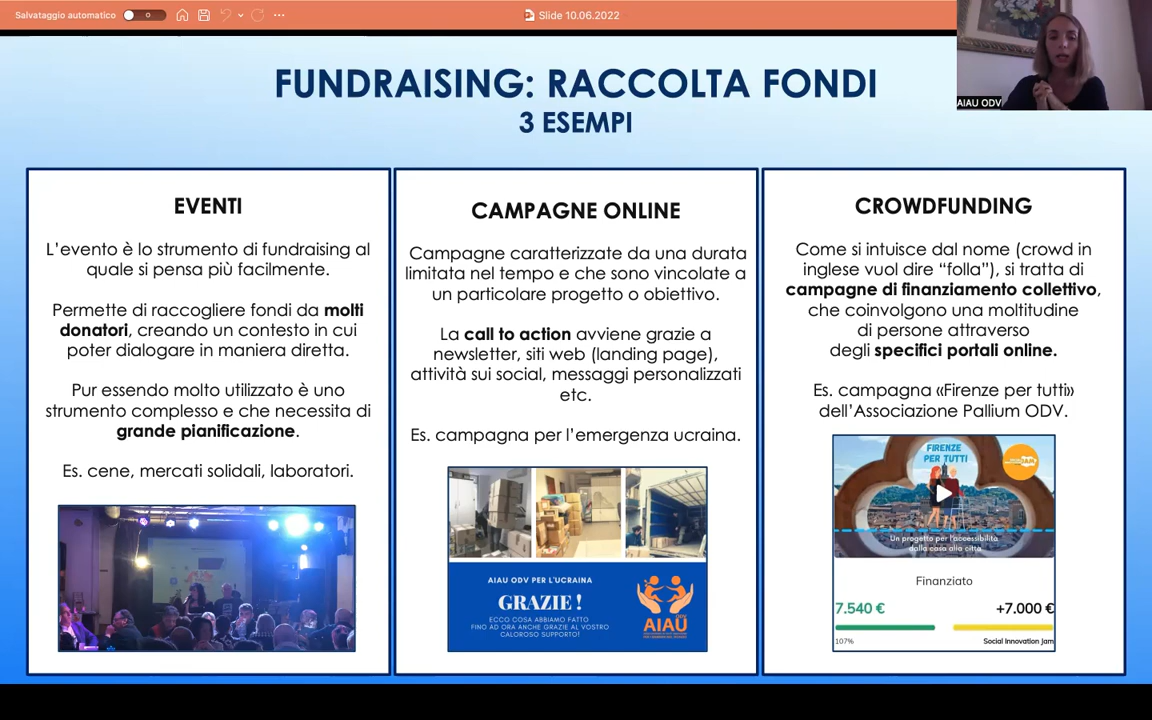 Salvataggio automatico
Slide 10.06.2022
AIAU ODV
FUNDRAISING: RACCOLTA FONDI
3 ESEMPI
EVENTI
L'evento è lo strumento di fundraising al
quale si pensa più facilmente.
Permette di raccogliere fondi da molti
donatori, creando un contesto in cui
poter dialogare in maniera diretta.
Pur essendo molto utilizzato è uno
strumento complesso e che necessita di
grande pianificazione.
Es. cene, mercati solidali, laboratori.
CAMPAGNE ONLINE
Campagne caratterizzate da una durata
limitata nel tempo e che sono vincolate a
un particolare progetto o obiettivo.
La call to action avviene grazie a
newsletter, siti web (landing page),
attività sui social, messaggi personalizzati
etc.
Es. campagna per l'emergenza ucraina.
AIAU ODV PER L'UCRAINA
GRAZIE!
ECCO COSA ABBIAMO FATTO
FINO AD ORA ANCHE GRAZIE AL VOSTRO
CALOROSO SUPPORTO!
AIAU
ODV
CROWDFUNDING
Come si intuisce dal nome (crowd in
inglese vuol dire "folla"), si tratta di
campagne di finanziamento collettivo,
che coinvolgono una moltitudine
di persone attraverso
degli specifici portali online.
Es. campagna «Firenze per tutti»
dell'Associazione Pallium ODV.
FIRENZE
PER TUTTI
Un progetto per l'accessibilità
dalla casa alla città.
Finanziato
7.540 €
+7.000 €
107%
Social Innovation Jam